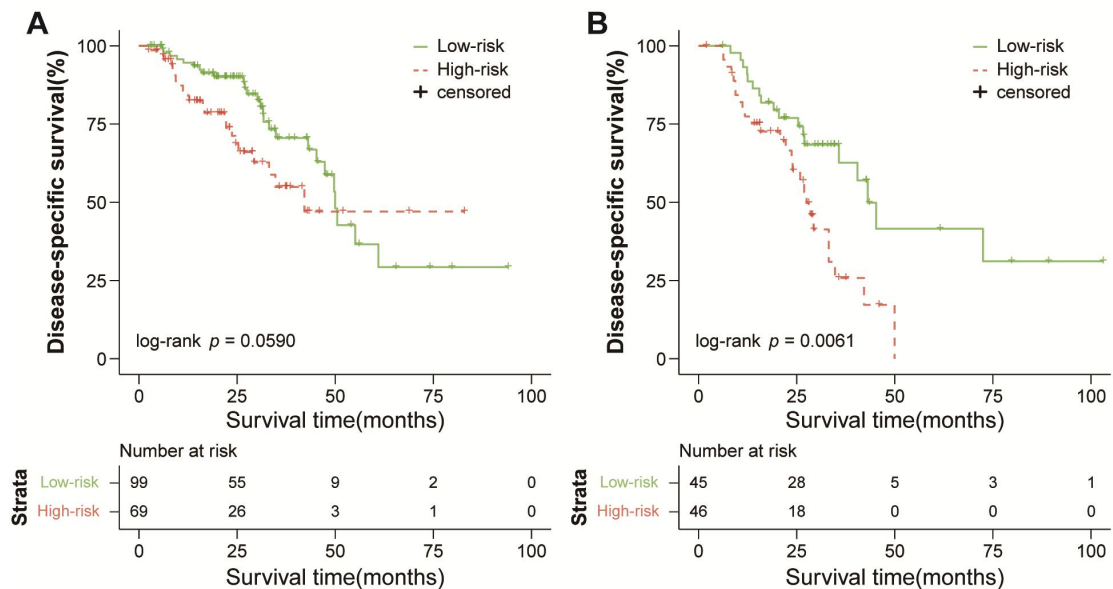 A
Disease-specific survival(%)
100
75
50
25
0
Low-risk
High-risk
censored
log-rank p = 0.0590
0 25 50 75 100
Survival time(months)
Number at risk
Strata
Low-risk 99 55 9 2 0
High-risk 69 26 3 1 0
0 25 50 75 100
Survival time(months)
B
Disease-specific survival(%)
100
75
50
25
0
Low-risk
High-risk
censored
log-rank p = 0.0061
0 25 50 75 100
Survival time(months)
Number at risk
Strata
Low-risk 45 28 5 3 1
High-risk 46 18 0 0 0
0 25 50 75 100
Survival time(months)